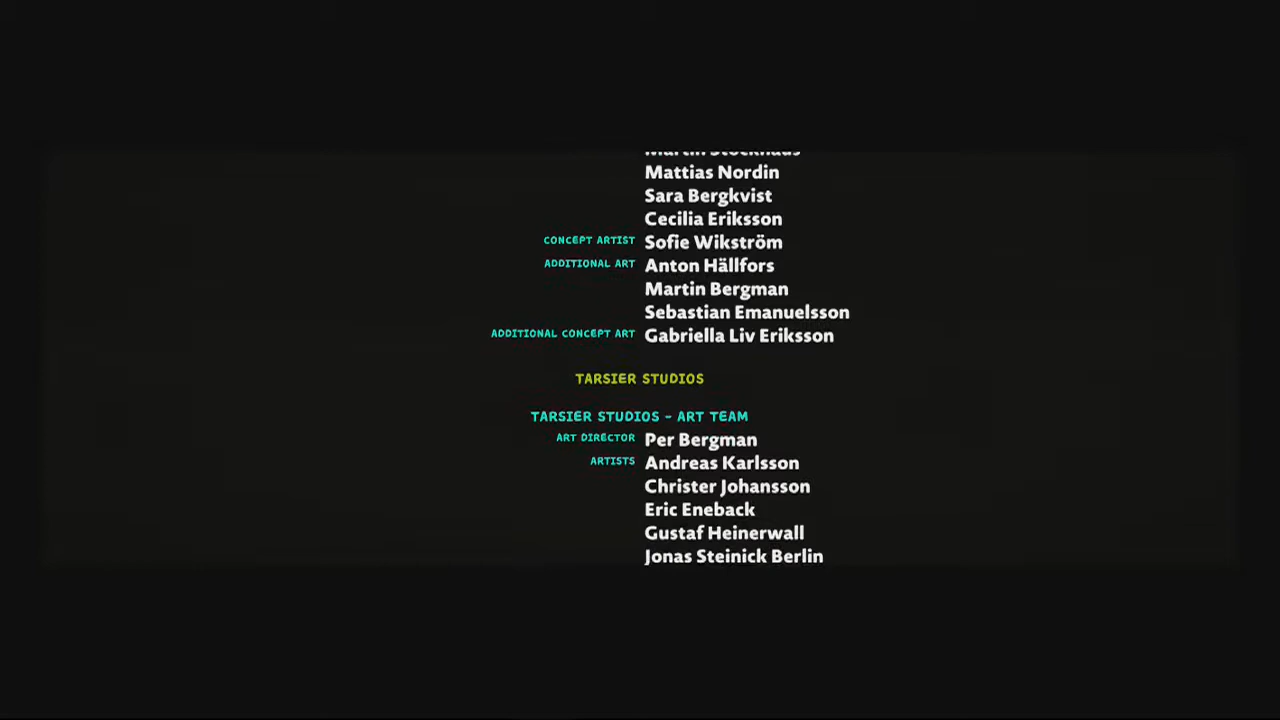 Mattias Nordin
Sara Bergkvist
Cecilia Eriksson
CONCEPT ARTIST Sofie Wikström
ADDITIONAL ART Anton Hällfors
Martin Bergman
Sebastian Emanuelsson
ADDITIONAL CONCEPT ART Gabriella Liv Eriksson
TARSIER STUDIOS
TARSIER STUDIOS - ART TEAM
ART DIRECTOR Per Bergman
ARTISTS Andreas Karlsson
Christer Johansson
Eric Eneback
Gustaf Heinerwall
Jonas Steinick Berlin